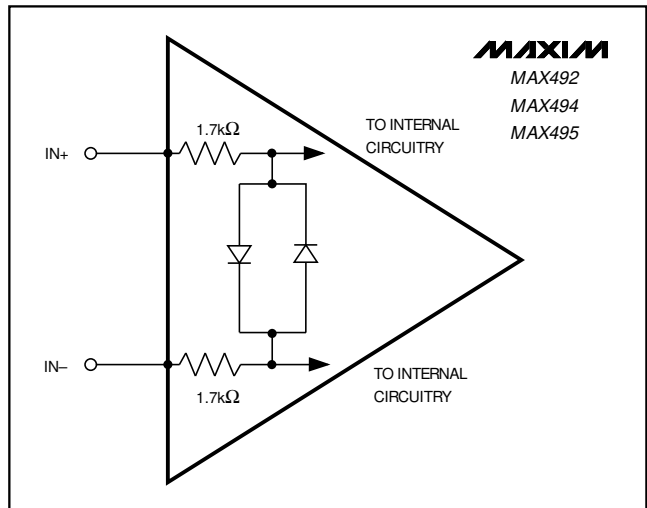 MAXIM
MAX492
MAX494
MAX495
1.7kΩ
TO INTERNAL
CIRCUITRY
IN+
IN–
1.7kΩ
TO INTERNAL
CIRCUITRY